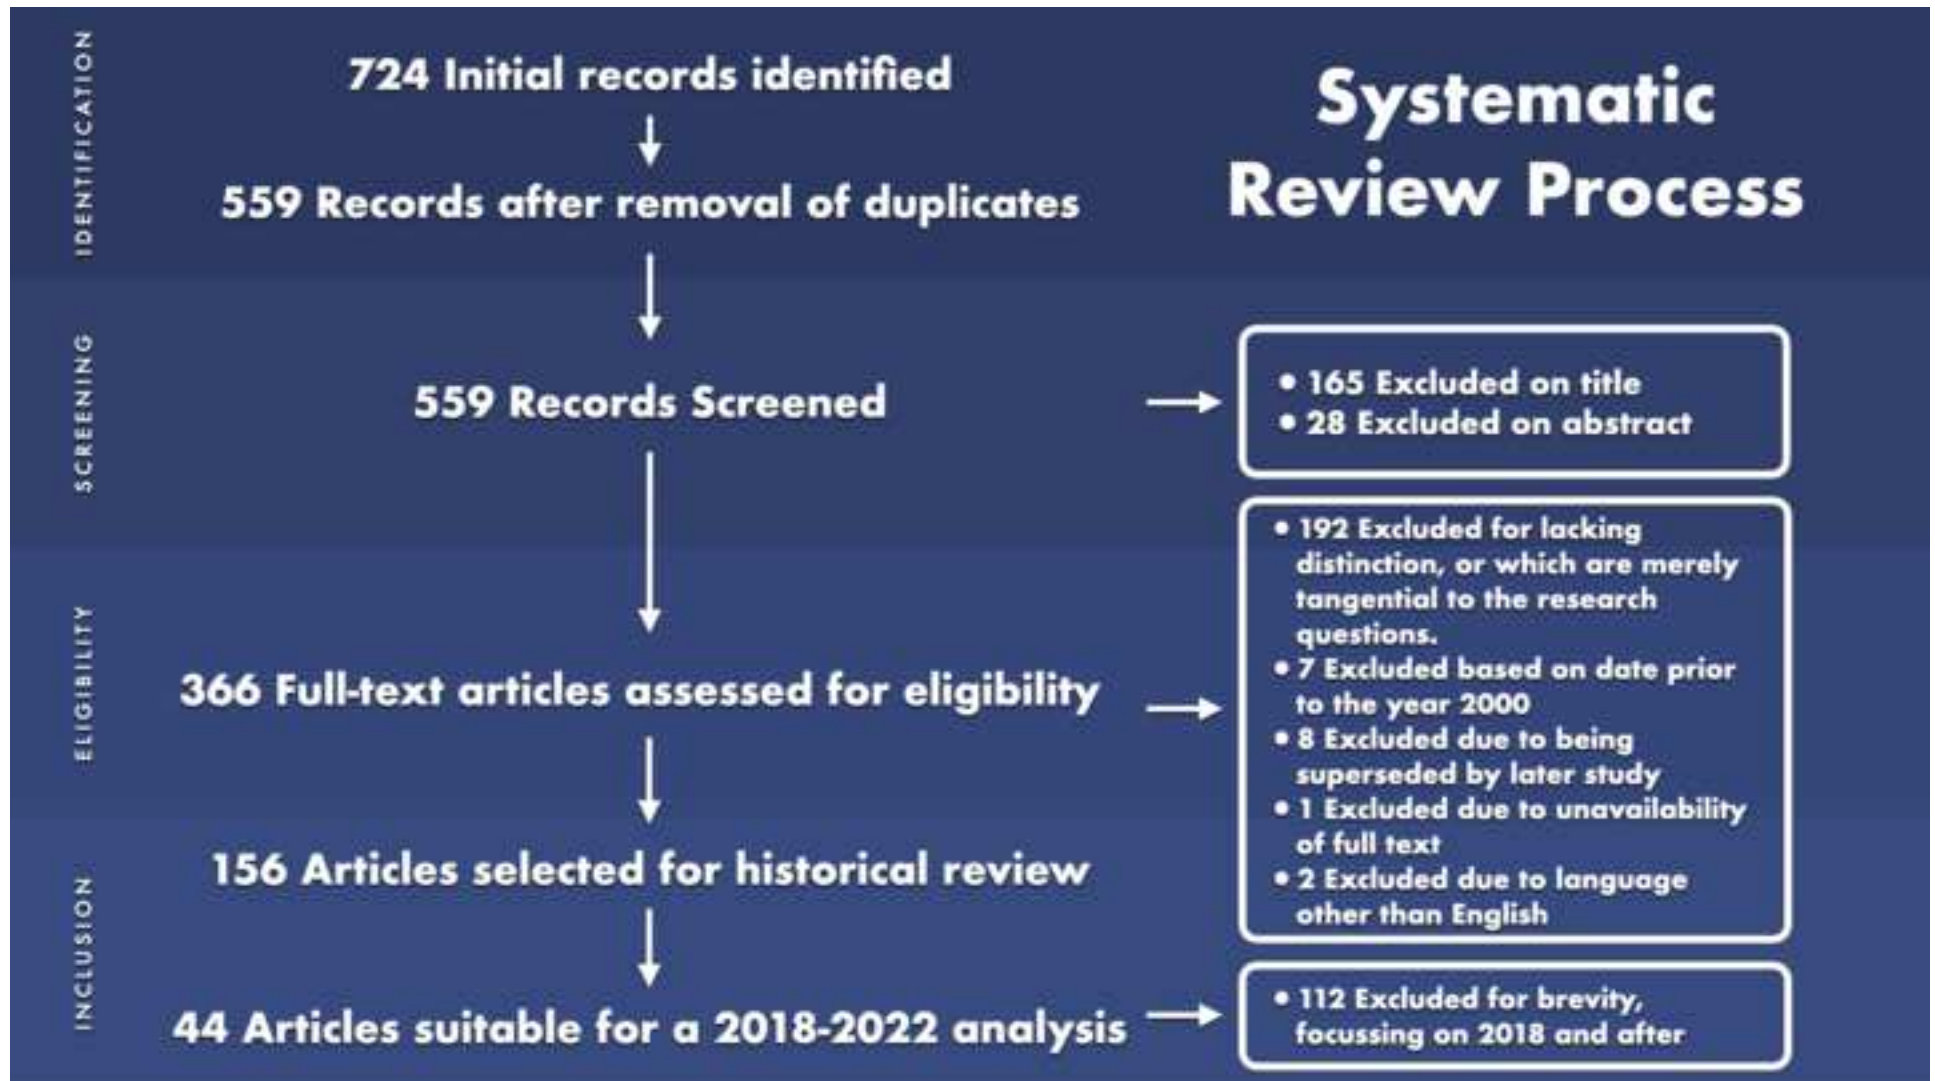 IDENTIFICATION
724 Initial records identified
559 Records after removal of duplicates
Systematic
Review Process
SCREENING
559 Records Screened
• 165 Excluded on title
• 28 Excluded on abstract
ELIGIBILITY
366 Full-text articles assessed for eligibility
• 192 Excluded for lacking
distinction, or which are merely
tangential to the research
questions.
• 7 Excluded based on date prior
to the year 2000
• 8 Excluded due to being
superseded by later study
• 1 Excluded due to unavailability
of full text
• 2 Excluded due to language
other than English
INCLUSION
156 Articles selected for historical review
44 Articles suitable for a 2018-2022 analysis
• 112 Excluded for brevity,
focussing on 2018 and after